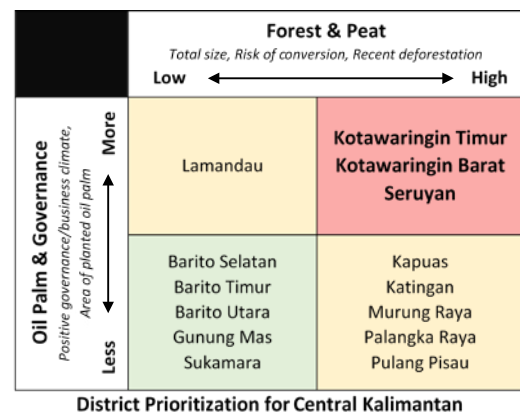 Forest & Peat
Total size, Risk of conversion, Recent deforestation
Low High
Oil Palm & Governance
Positive governance/business climate,
Area of planted oil palm
More
Less
Lamandau
Kotawaringin Timur
Kotawaringin Barat
Seruyan
Barito Selatan
Barito Timur
Barito Utara
Gunung Mas
Sukamara
Kapuas
Katingan
Murung Raya
Palangka Raya
Pulang Pisau
District Prioritization for Central Kalimantan